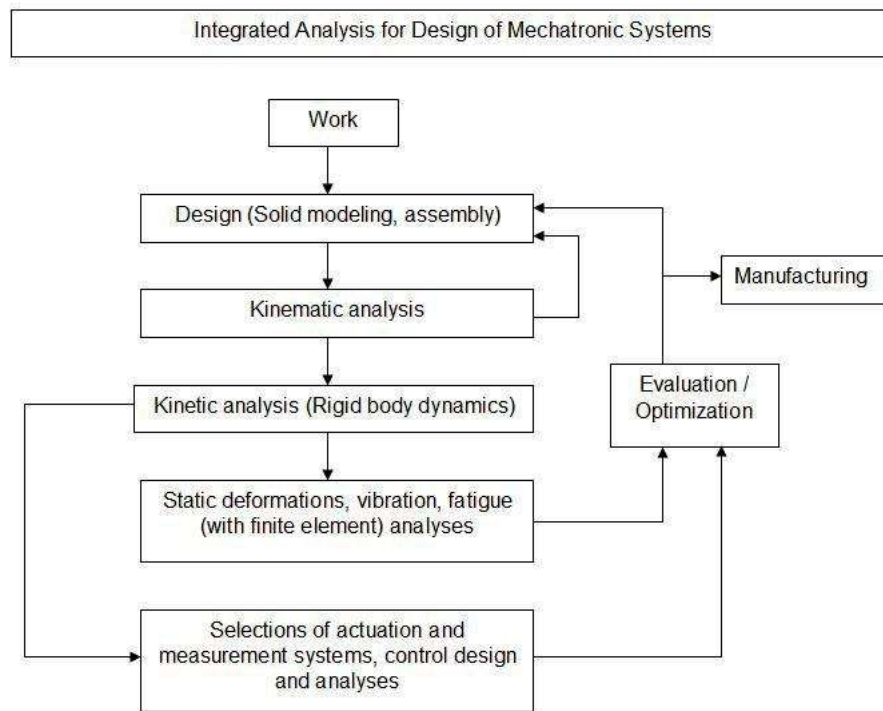 Integrated Analysis for Design of Mechatronic Systems
Work
Design (Solid modeling, assembly)
Manufacturing
Kinematic analysis
Evaluation /
Optimization
Kinetic analysis (Rigid body dynamics)
Static deformations, vibration, fatigue
(with finite element) analyses
Selections of actuation and
measurement systems, control design
and analyses